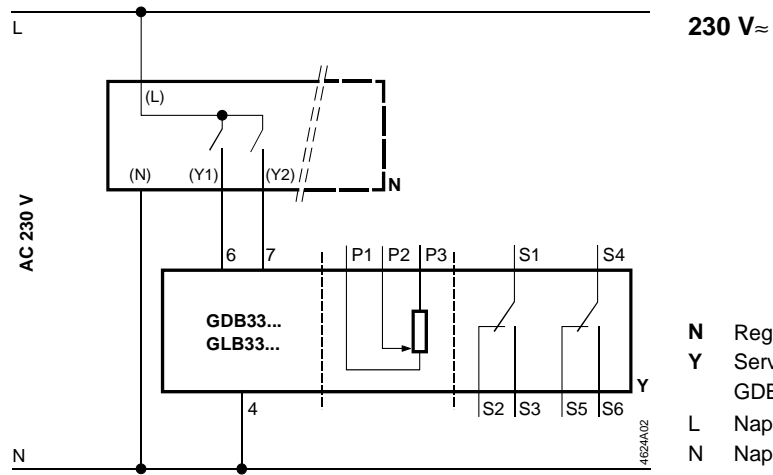 L
230 V≈
(L)
(N) (Y1) (Y2) N
AC 230 V
6 7 P1 P2 P3 S1 S4
GDB33...
GLB33...
Y
4 S2 S3 S5 S6
4624A02
N
N Reg
Y Serv
GDB
L Nap
N Nap